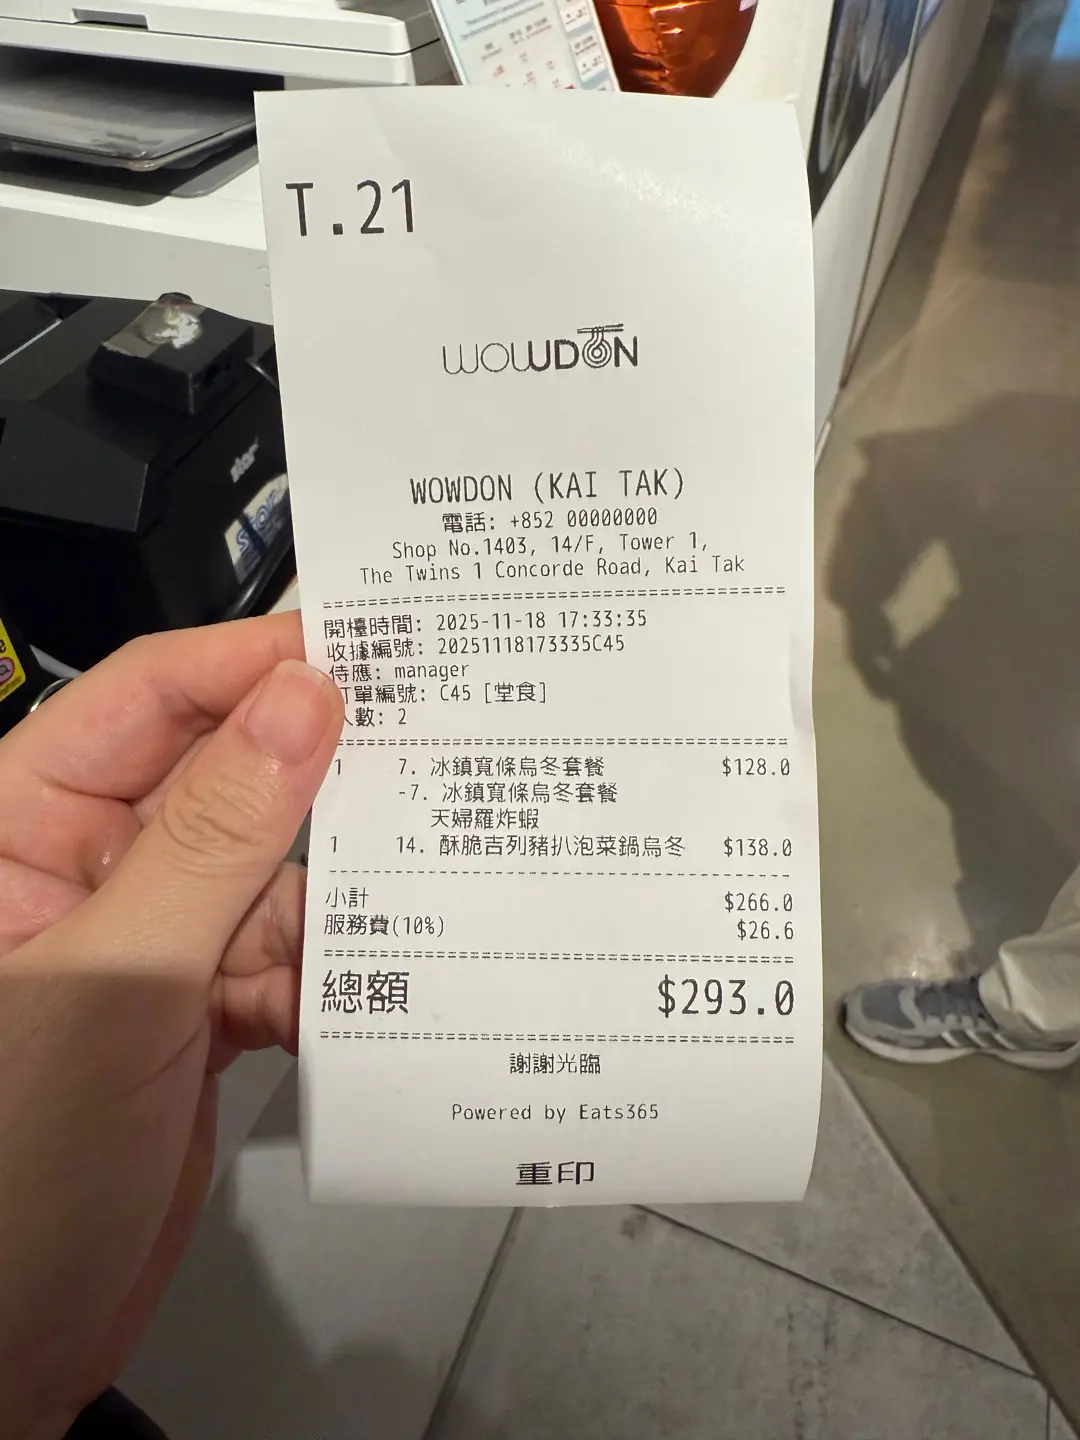 T.21
WOWDON
WOWDON (KAI TAK)
電話: +852 00000000
Shop No.1403, 14/F, Tower 1,
The Twins 1 Concorde Road, Kai Tak
開檯時間: 2025-11-18 17:33:35
收據編號: 20251118173335C45
侍應: manager
訂單編號: C45 [堂食]
人數: 2
1 7. 冰鎮寬條烏冬套餐 $128.0
-7. 冰鎮寬條烏冬套餐
天婦羅炸蝦
1 14. 酥脆吉列豬扒泡菜鍋烏冬 $138.0
小計 $266.0
服務費(10%) $26.6
總額 $293.0
謝謝光臨
Powered by Eats365
重印
star